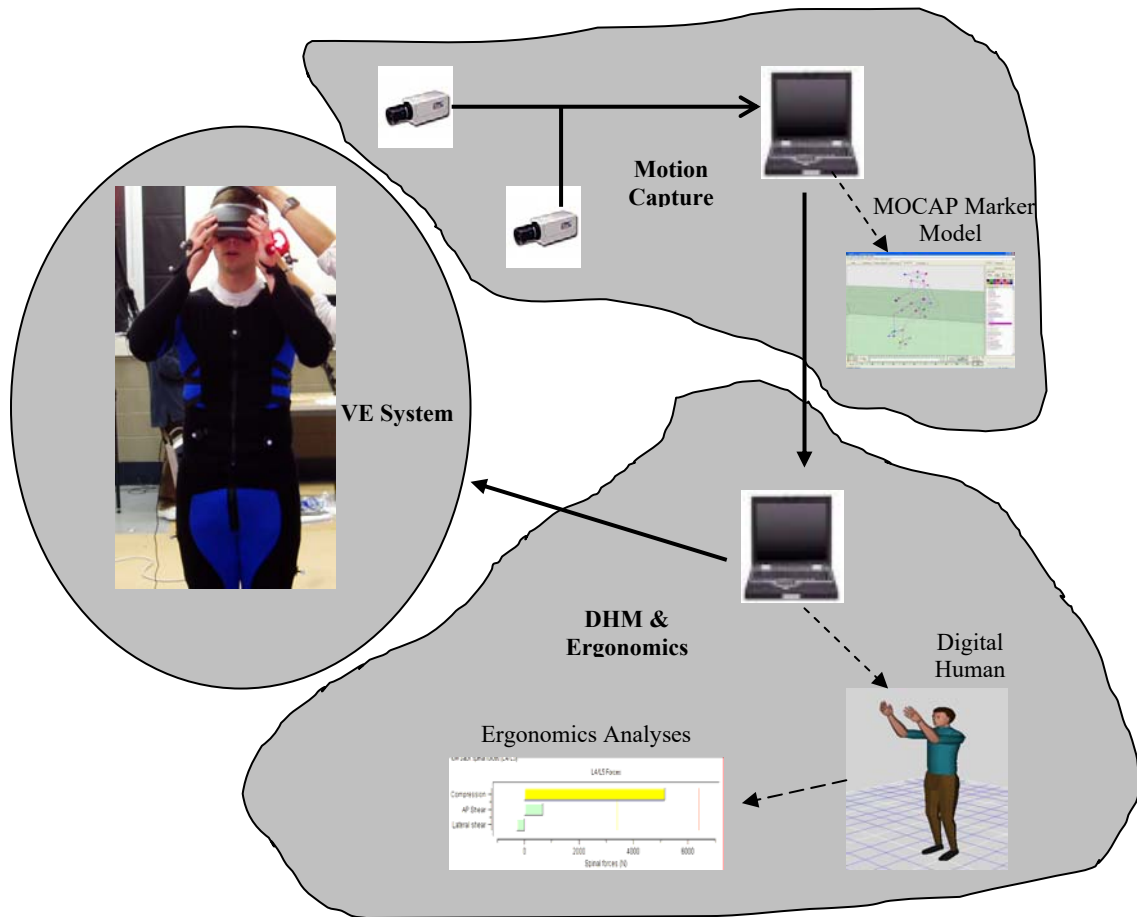 Motion
Capture
MOCAP Marker
Model
VE System
DHM &
Ergonomics
Digital
Human
Ergonomics Analyses
L4/L5 Forces
Compression
AP Shear
Lateral shear
0
2000
4000
6000
Spinal forces (N)